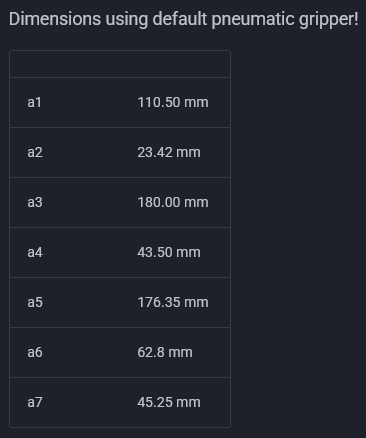 Dimensions using default pneumatic gripper!
a1 110.50 mm
a2 23.42 mm
a3 180.00 mm
a4 43.50 mm
a5 176.35 mm
a6 62.8 mm
a7 45.25 mm